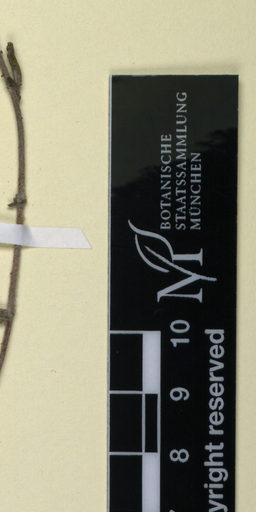 BOTANISCHE
STAATSSAMMLUNG
MÜNCHEN
10
9
8
yright reserved